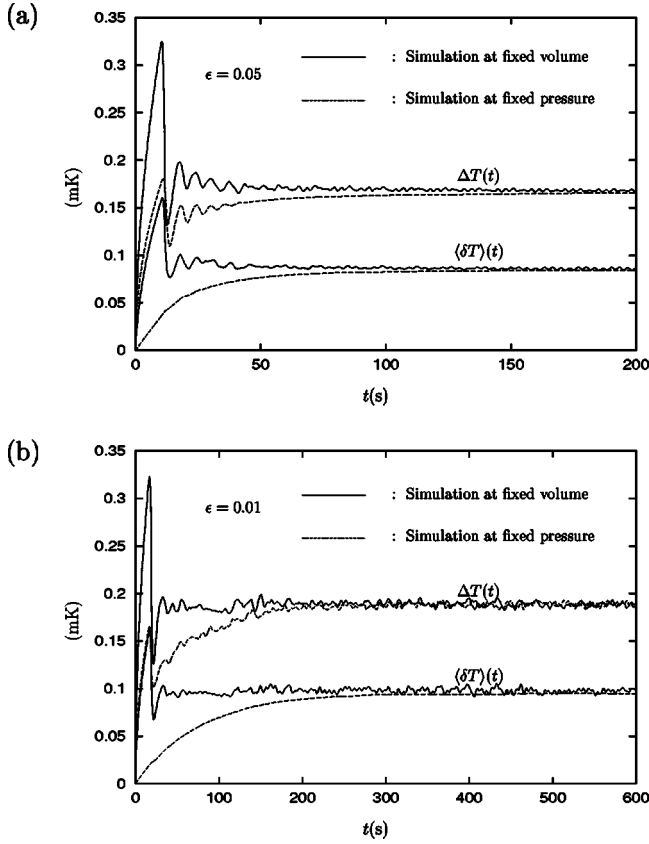 (a)
0.35
0.3
0.25
0.2
0.15
0.1
0.05
0
(mK)
ϵ = 0.05
: Simulation at fixed volume
: Simulation at fixed pressure
ΔT(t)
⟨δT⟩(t)
0 50 100 150 200
t(s)
(b)
0.35
0.3
0.25
0.2
0.15
0.1
0.05
0
(mK)
ϵ = 0.01
: Simulation at fixed volume
: Simulation at fixed pressure
ΔT(t)
⟨δT⟩(t)
0 100 200 300 400 500 600
t(s)